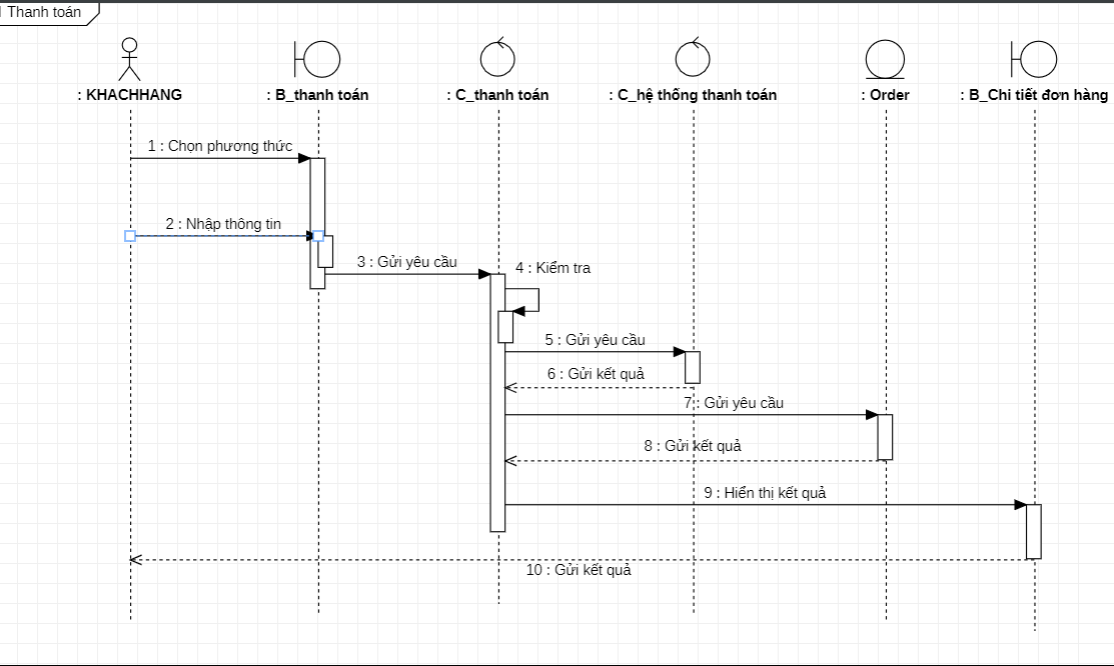 Thanh toán
: KHACHHANG
: B_thanh toán
: C_thanh toán
: C_hệ thống thanh toán
: Order
: B_Chi tiết đơn hàng
1 : Chọn phương thức
2 : Nhập thông tin
3 : Gửi yêu cầu
4 : Kiểm tra
5 : Gửi yêu cầu
6 : Gửi kết quả
7 : Gửi yêu cầu
8 : Gửi kết quả
9 : Hiển thị kết quả
10 : Gửi kết quả